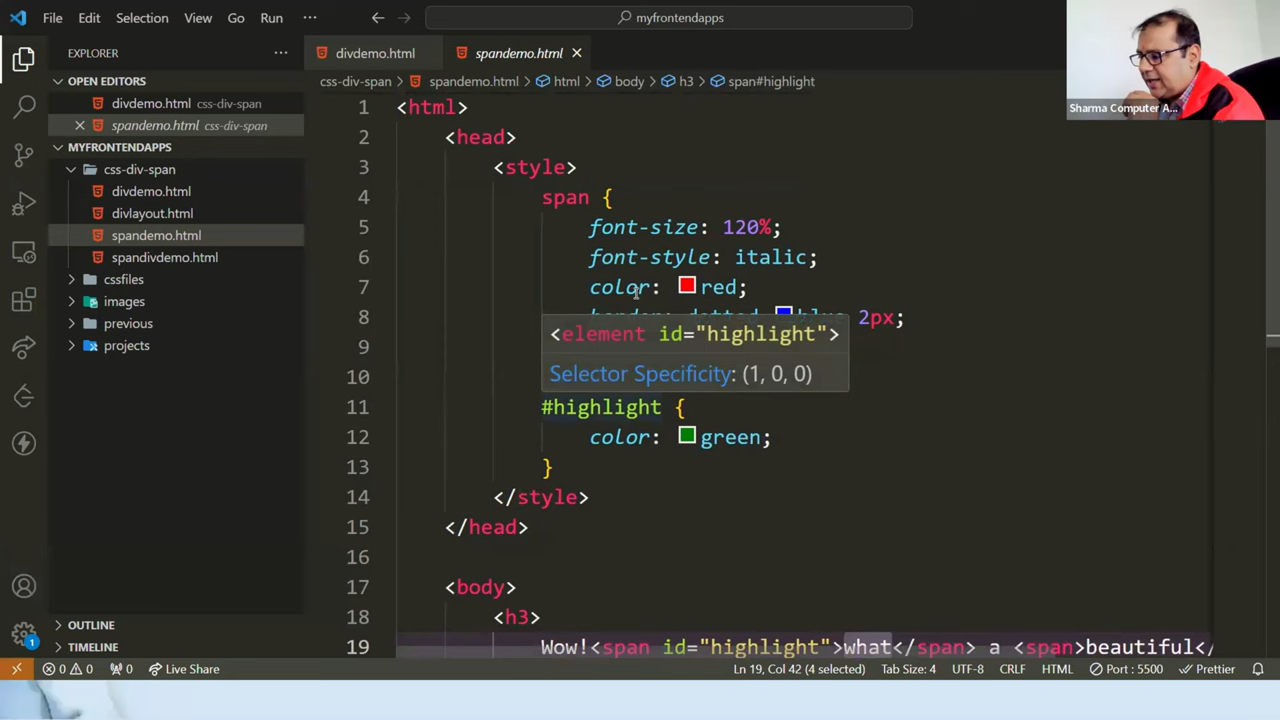 File Edit Selection View Go Run ··· myfrontendapps
EXPLORER ···
OPEN EDITORS
divdemo.html css-div-span
spandemo.html css-div-span
MYFRONTENDAPPS
css-div-span
divdemo.html
divlayout.html
spandemo.html
spandivdemo.html
cssfiles
images
previous
projects
OUTLINE
TIMELINE
divdemo.html spandemo.html
css-div-span > spandemo.html > html > body > h3 > span#highlight
1 <html>
2 <head>
3 <style>
4 span {
5 font-size: 120%;
6 font-style: italic;
7 color: red;
8 border: dotted blue 2px;
<element id="highlight">
9
Selector Specificity: (1, 0, 0)
10
11 #highlight {
12 color: green;
13 }
14 </style>
15 </head>
16
17 <body>
18 <h3>
19 Wow!<span id="highlight">what</span> a <span>beautiful</
Sharma Computer A...
1
0 0 0 Live Share Ln 19, Col 42 (4 selected) Tab Size: 4 UTF-8 CRLF HTML Port : 5500 Prettier